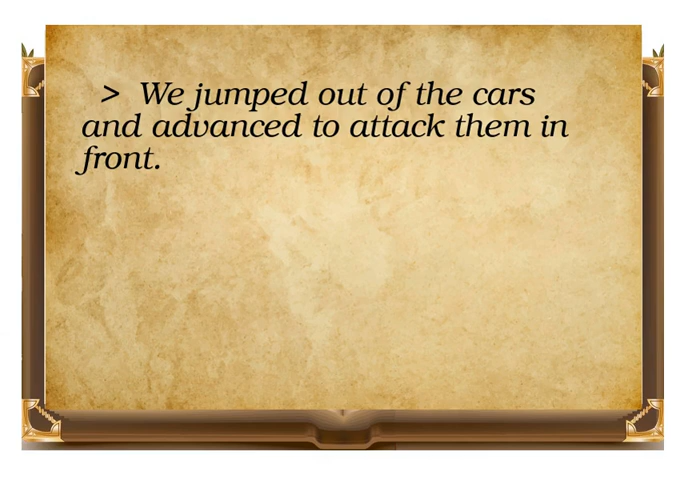 > We jumped out of the cars
and advanced to attack them in
front.